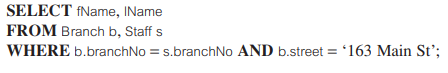 SELECT fName, lName
FROM Branch b, Staff s
WHERE b.branchNo = s.branchNo AND b.street = ‘163 Main St’;